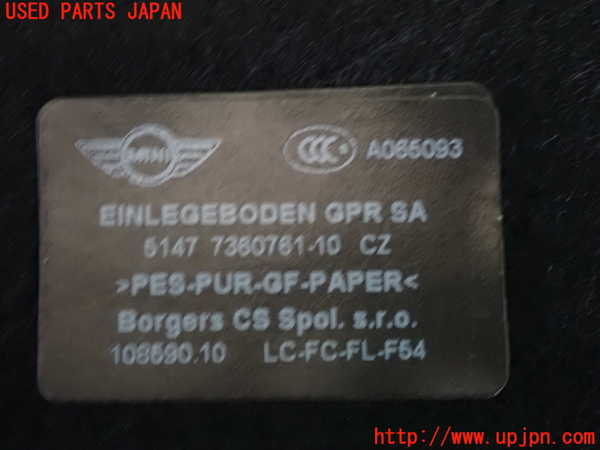 USED PARTS JAPAN
MINI
CCC A065093
EINLEGEBODEN GPR SA
5147 7360761-10 CZ
>PES-PUR-GF-PAPER<
Borgers CS Spol. s.r.o.
108590.10 LC-FC-FL-F54
http://www.upjpn.com/